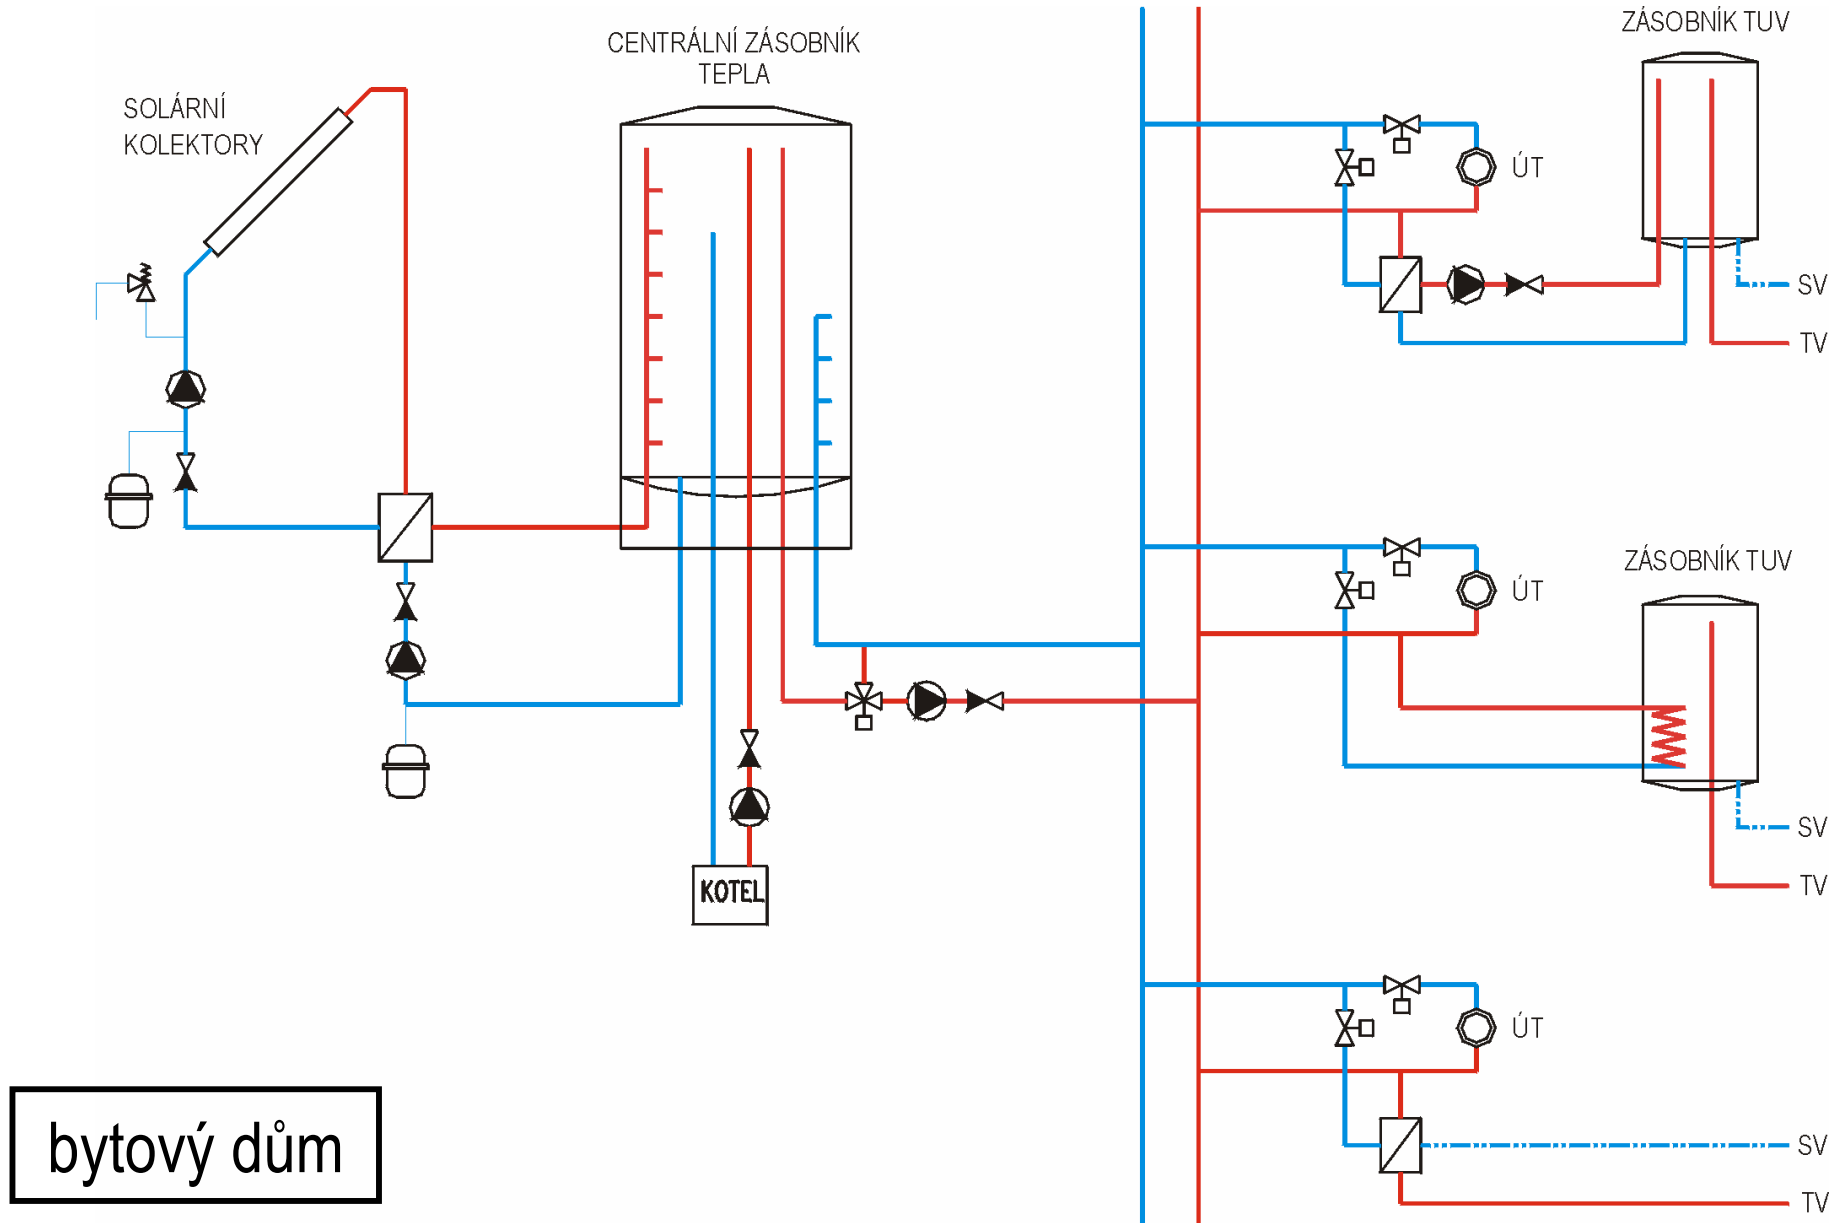 ZÁSOBNÍK TUV
CENTRÁLNÍ ZÁSOBNÍK
TEPLA
SOLÁRNÍ
KOLEKTORY
ÚT
SV
TV
ZÁSOBNÍK TUV
ÚT
SV
TV
KOTEL
ÚT
SV
TV
bytový dům